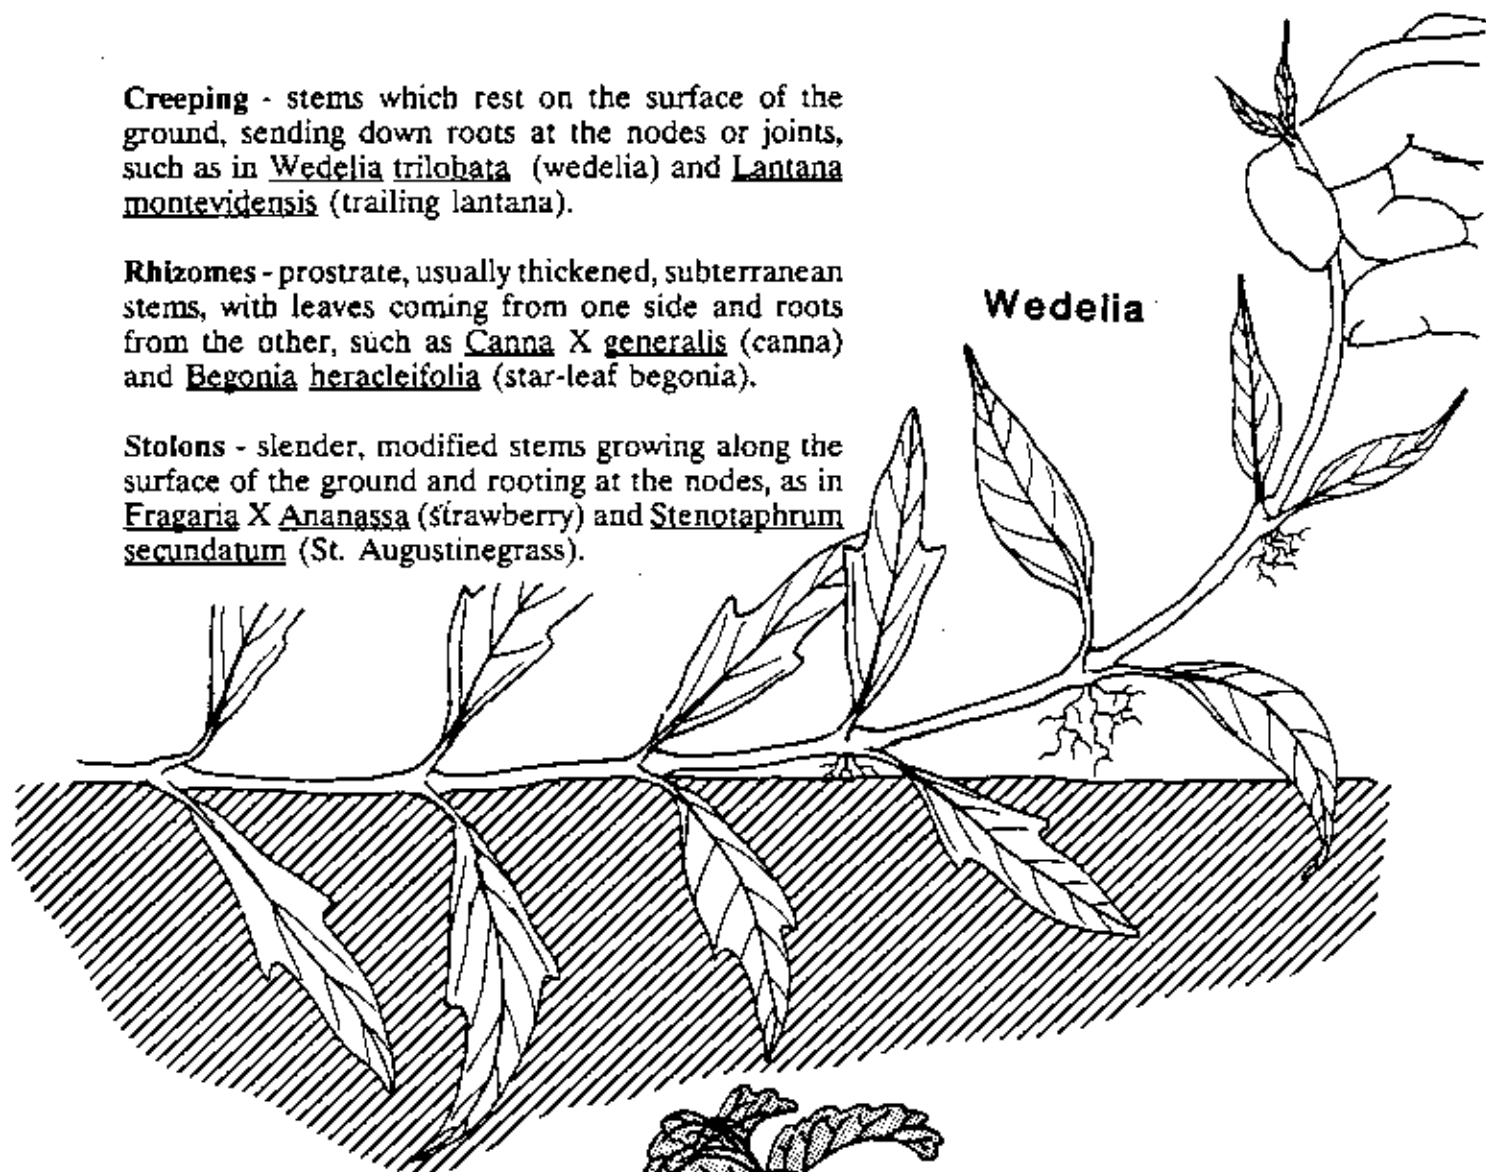 Creeping - stems which rest on the surface of the
ground, sending down roots at the nodes or joints,
such as in Wedelia trilobata (wedelia) and Lantana
montevidensis (trailing lantana).
Rhizomes - prostrate, usually thickened, subterranean
stems, with leaves coming from one side and roots
from the other, such as Canna X generalis (canna)
and Begonia heracleifolia (star-leaf begonia).
Stolons - slender, modified stems growing along the
surface of the ground and rooting at the nodes, as in
Fragaria X Ananassa (strawberry) and Stenotaphrum
secundatum (St. Augustinegrass).
Wedelia